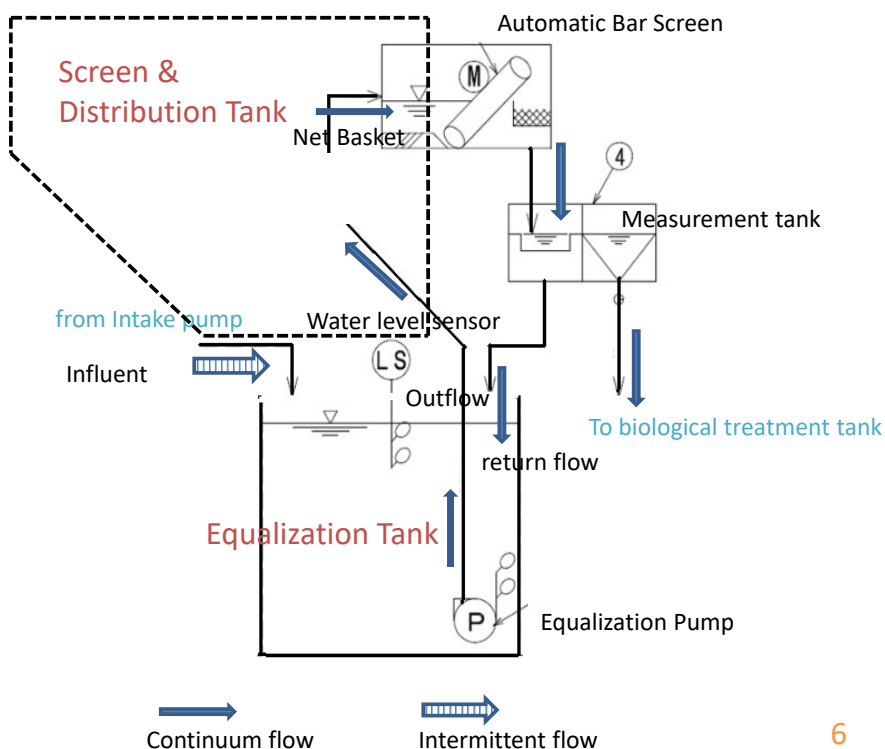 Automatic Bar Screen
Screen &
Distribution Tank
M
Net Basket
4
Measurement tank
from Intake pump
Water level sensor
Influent
L S
Outflow
To biological treatment tank
return flow
Equalization Tank
P
Equalization Pump
Continuum flow
Intermittent flow
6